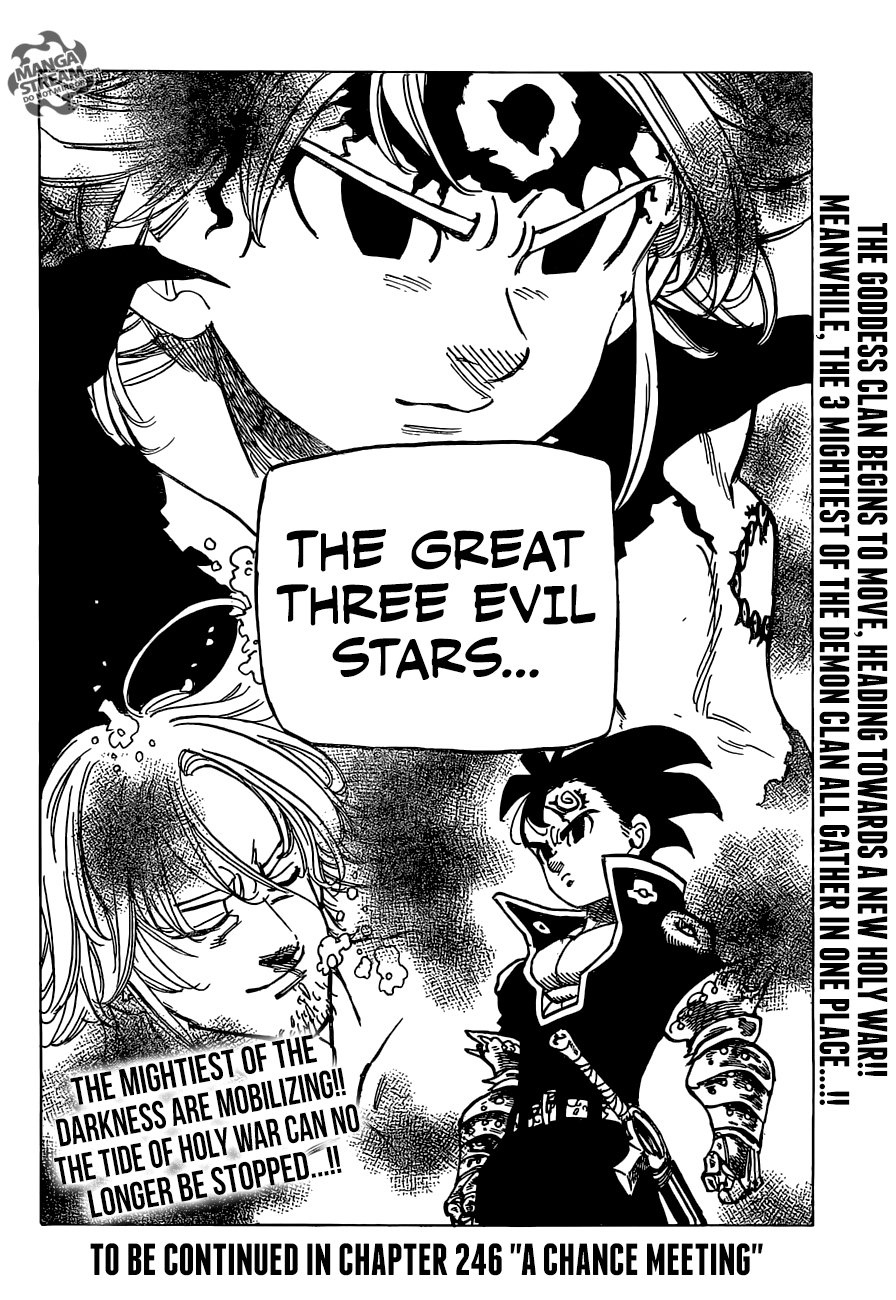 MANGA
STREAM
THE GODDESS CLAN BEGINS TO MOVE, HEADING TOWARDS A NEW HOLY WAR!!
MEANWHILE, THE 3 MIGHTIEST OF THE DEMON CLAN ALL GATHER IN ONE PLACE...!!
THE GREAT
THREE EVIL
STARS...
THE MIGHTIEST OF THE
DARKNESS ARE MOBILIZING!!
THE TIDE OF HOLY WAR CAN NO
LONGER BE STOPPED...!!
TO BE CONTINUED IN CHAPTER 246 "A CHANCE MEETING"